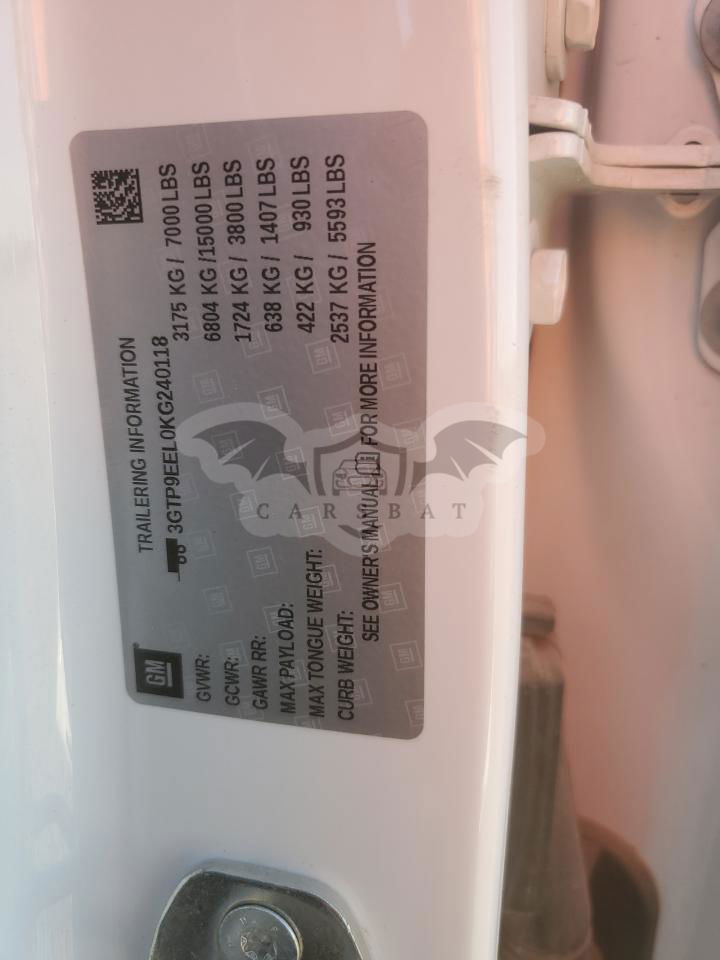 TRAILERING INFORMATION
3GTP9EEL0KG240118
GM
GVWR: 3175 KG / 7000 LBS
GCWR: 6804 KG /15000 LBS
GAWR RR: 1724 KG / 3800 LBS
MAX PAYLOAD: 638 KG / 1407 LBS
MAX TONGUE WEIGHT: 422 KG / 930 LBS
CURB WEIGHT: 2537 KG / 5593 LBS
SEE OWNER'S MANUAL FOR MORE INFORMATION
CARSBAT